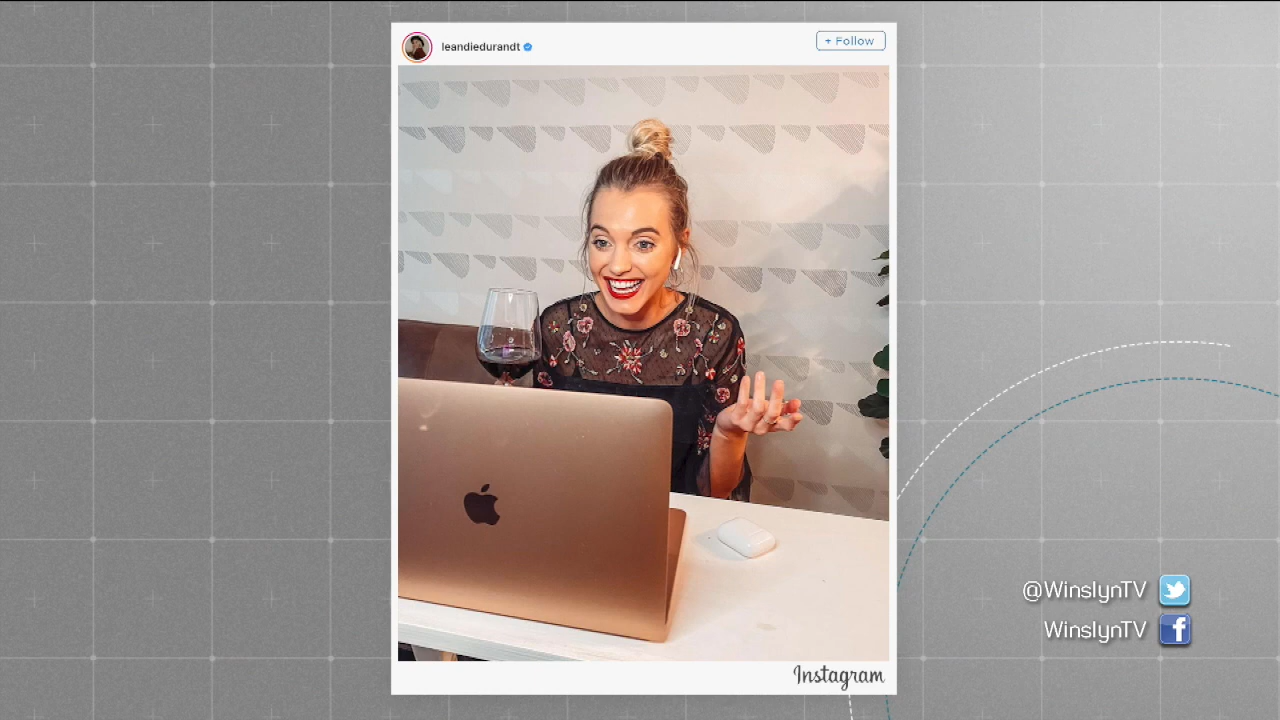 leandiedurandt
+ Follow
Instagram
@WinslynTV
WinslynTV